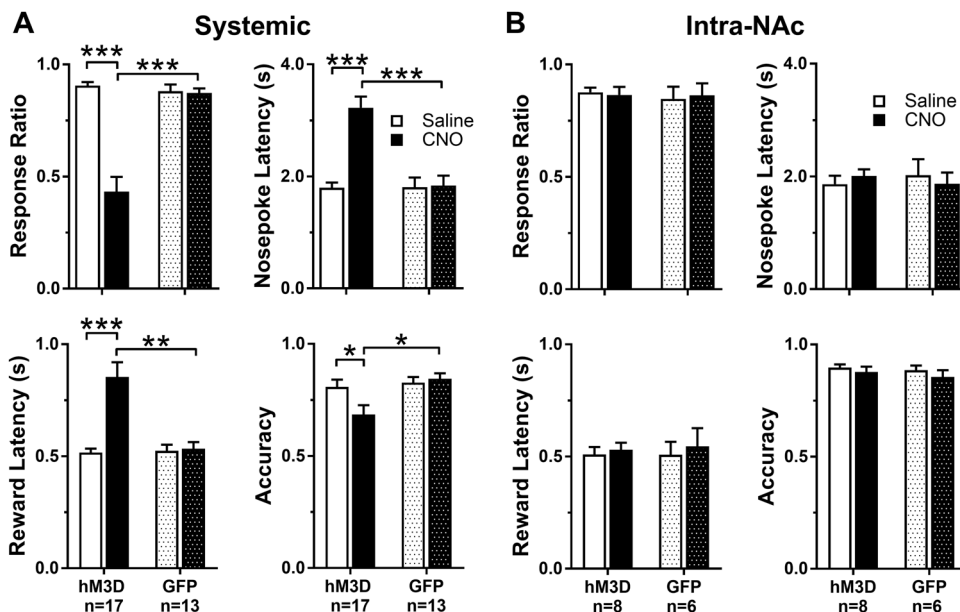 A
Systemic
B
Intra-NAc
***
***
Response Ratio
1.0
0.5
0.0
***
***
Nosepoke Latency (s)
4.0
2.0
0.0
Saline
CNO
Response Ratio
1.0
0.5
0.0
Nosepoke Latency (s)
4.0
2.0
0.0
Saline
CNO
***
**
Reward Latency (s)
1.0
0.5
0.0
hM3D GFP
n=17 n=13
*
*
Accuracy
1.0
0.5
0.0
hM3D GFP
n=17 n=13
Reward Latency (s)
1.0
0.5
0.0
hM3D GFP
n=8 n=6
Accuracy
1.0
0.5
0.0
hM3D GFP
n=8 n=6